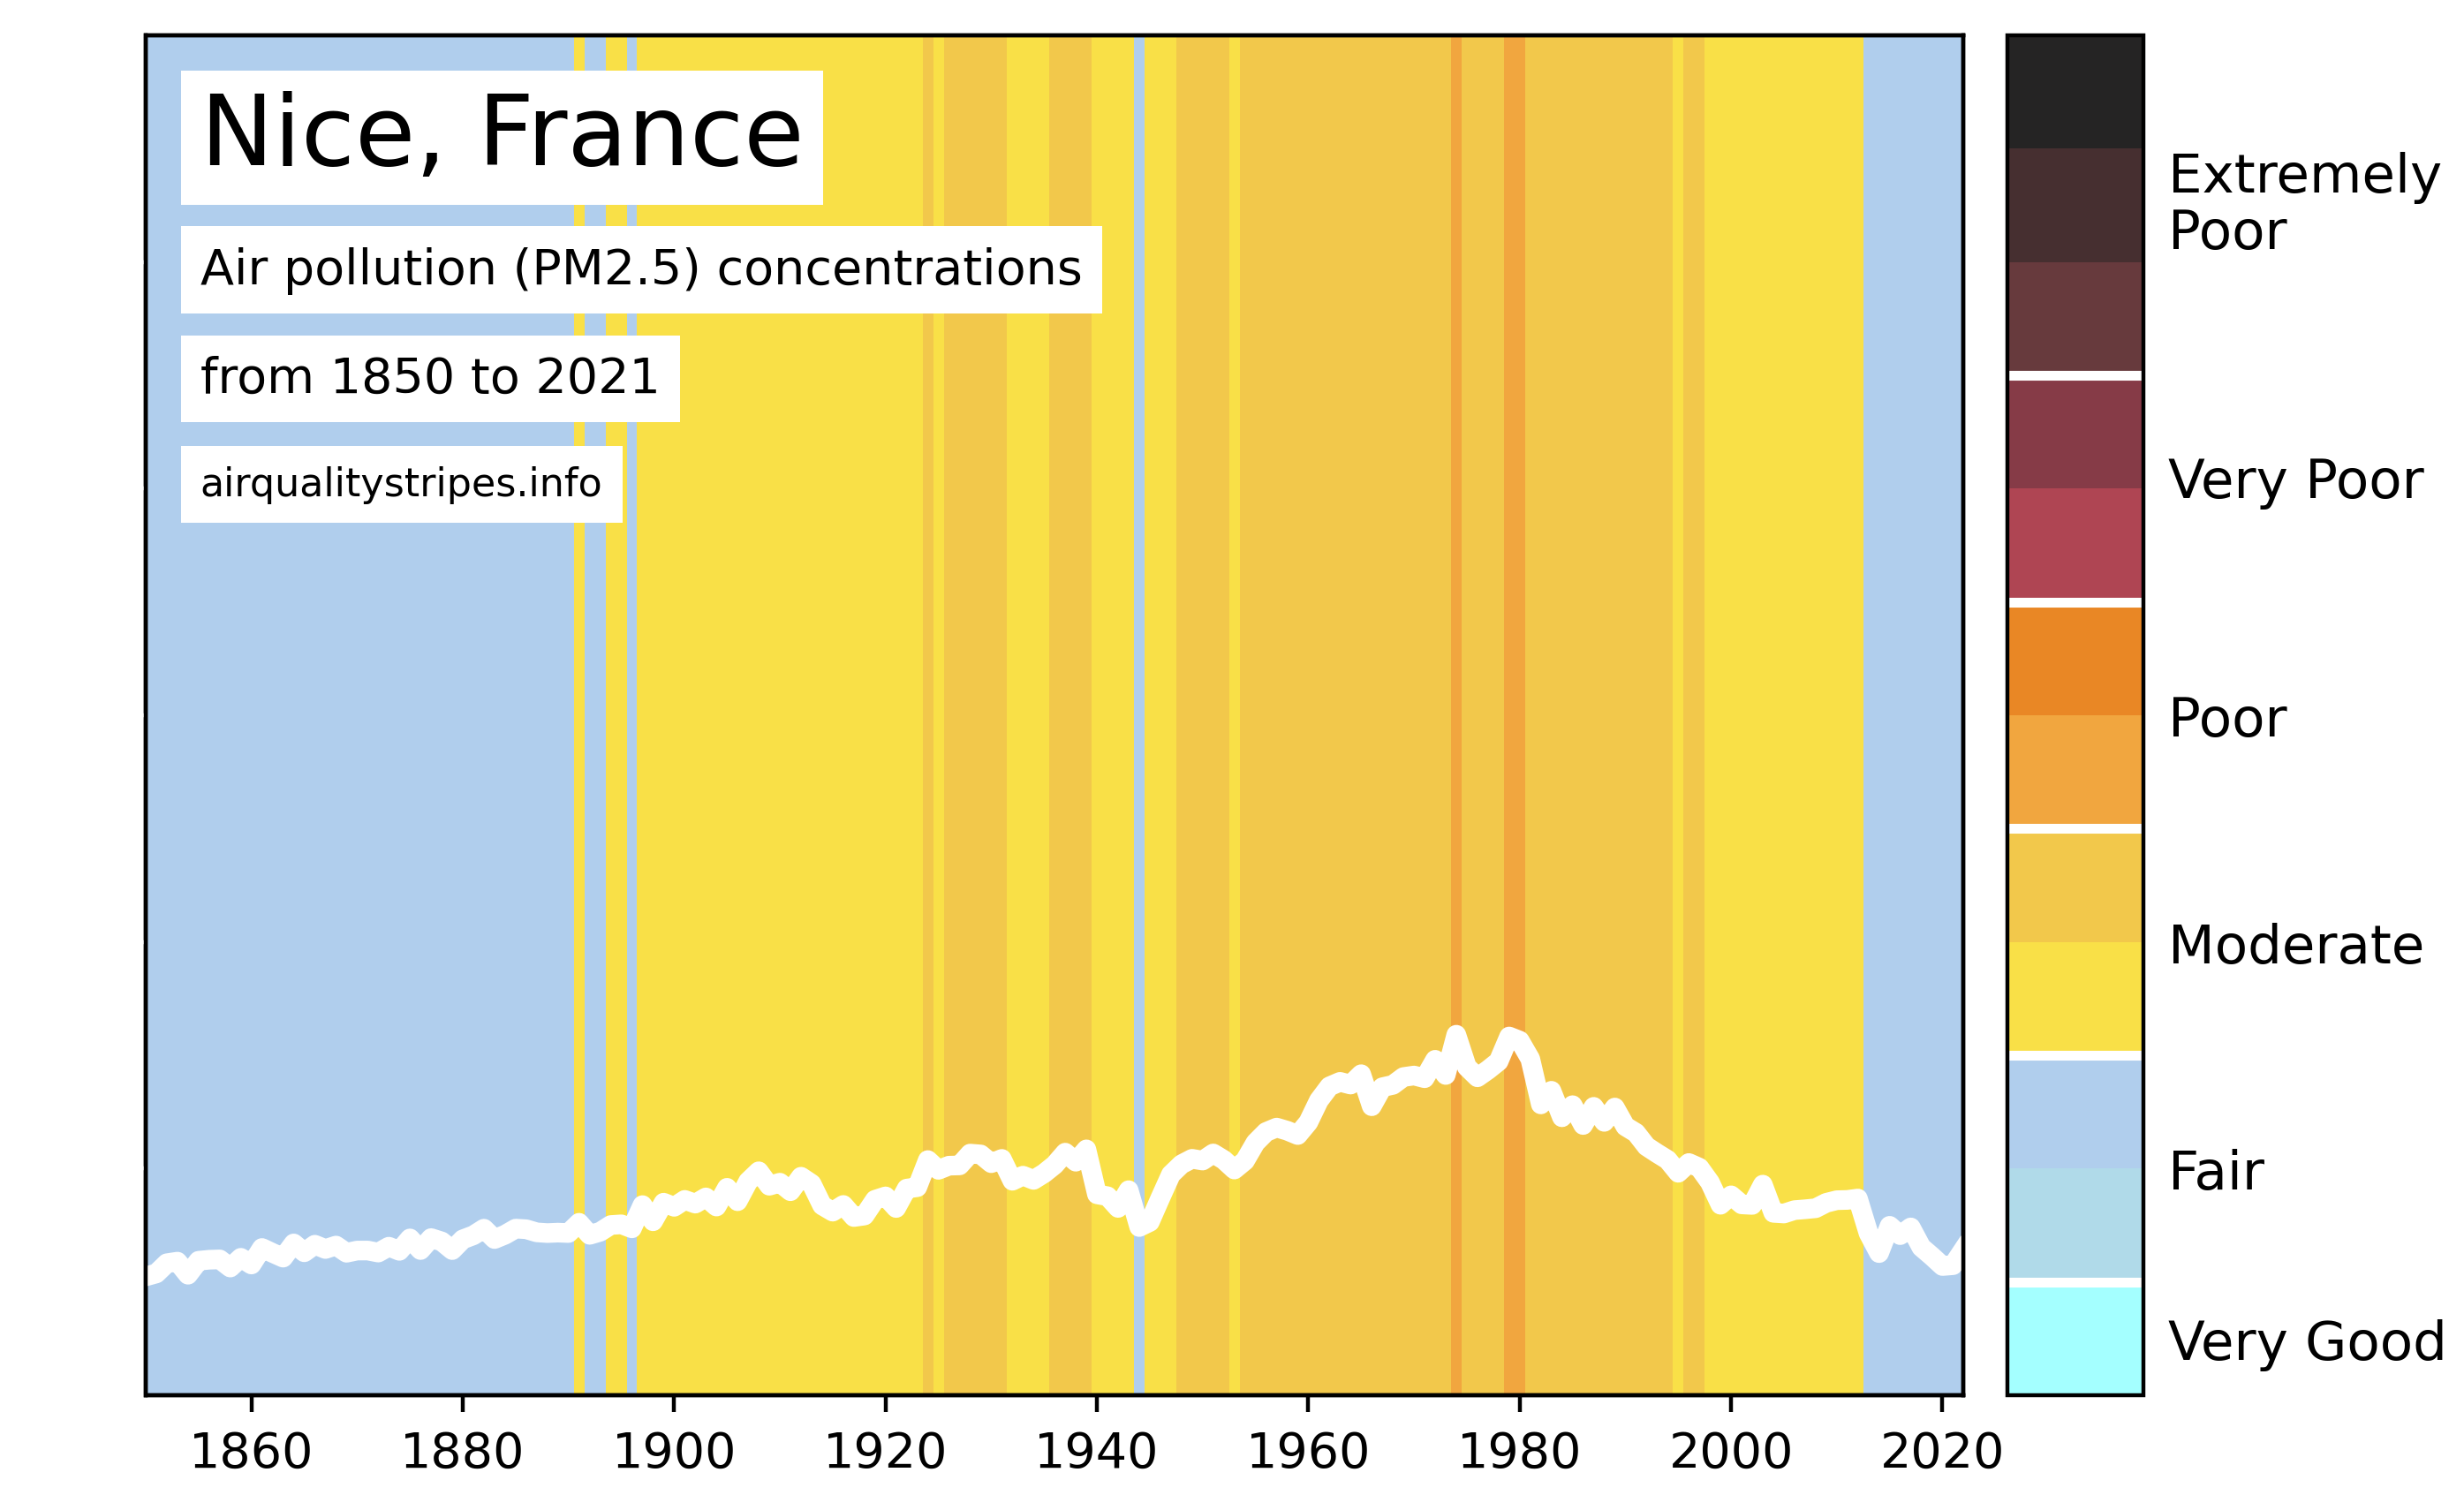 Nice, France
Air pollution (PM2.5) concentrations
from 1850 to 2021
airqualitystripes.info
Extremely
Poor
Very Poor
Poor
Moderate
Fair
Very Good
1860 1880 1900 1920 1940 1960 1980 2000 2020